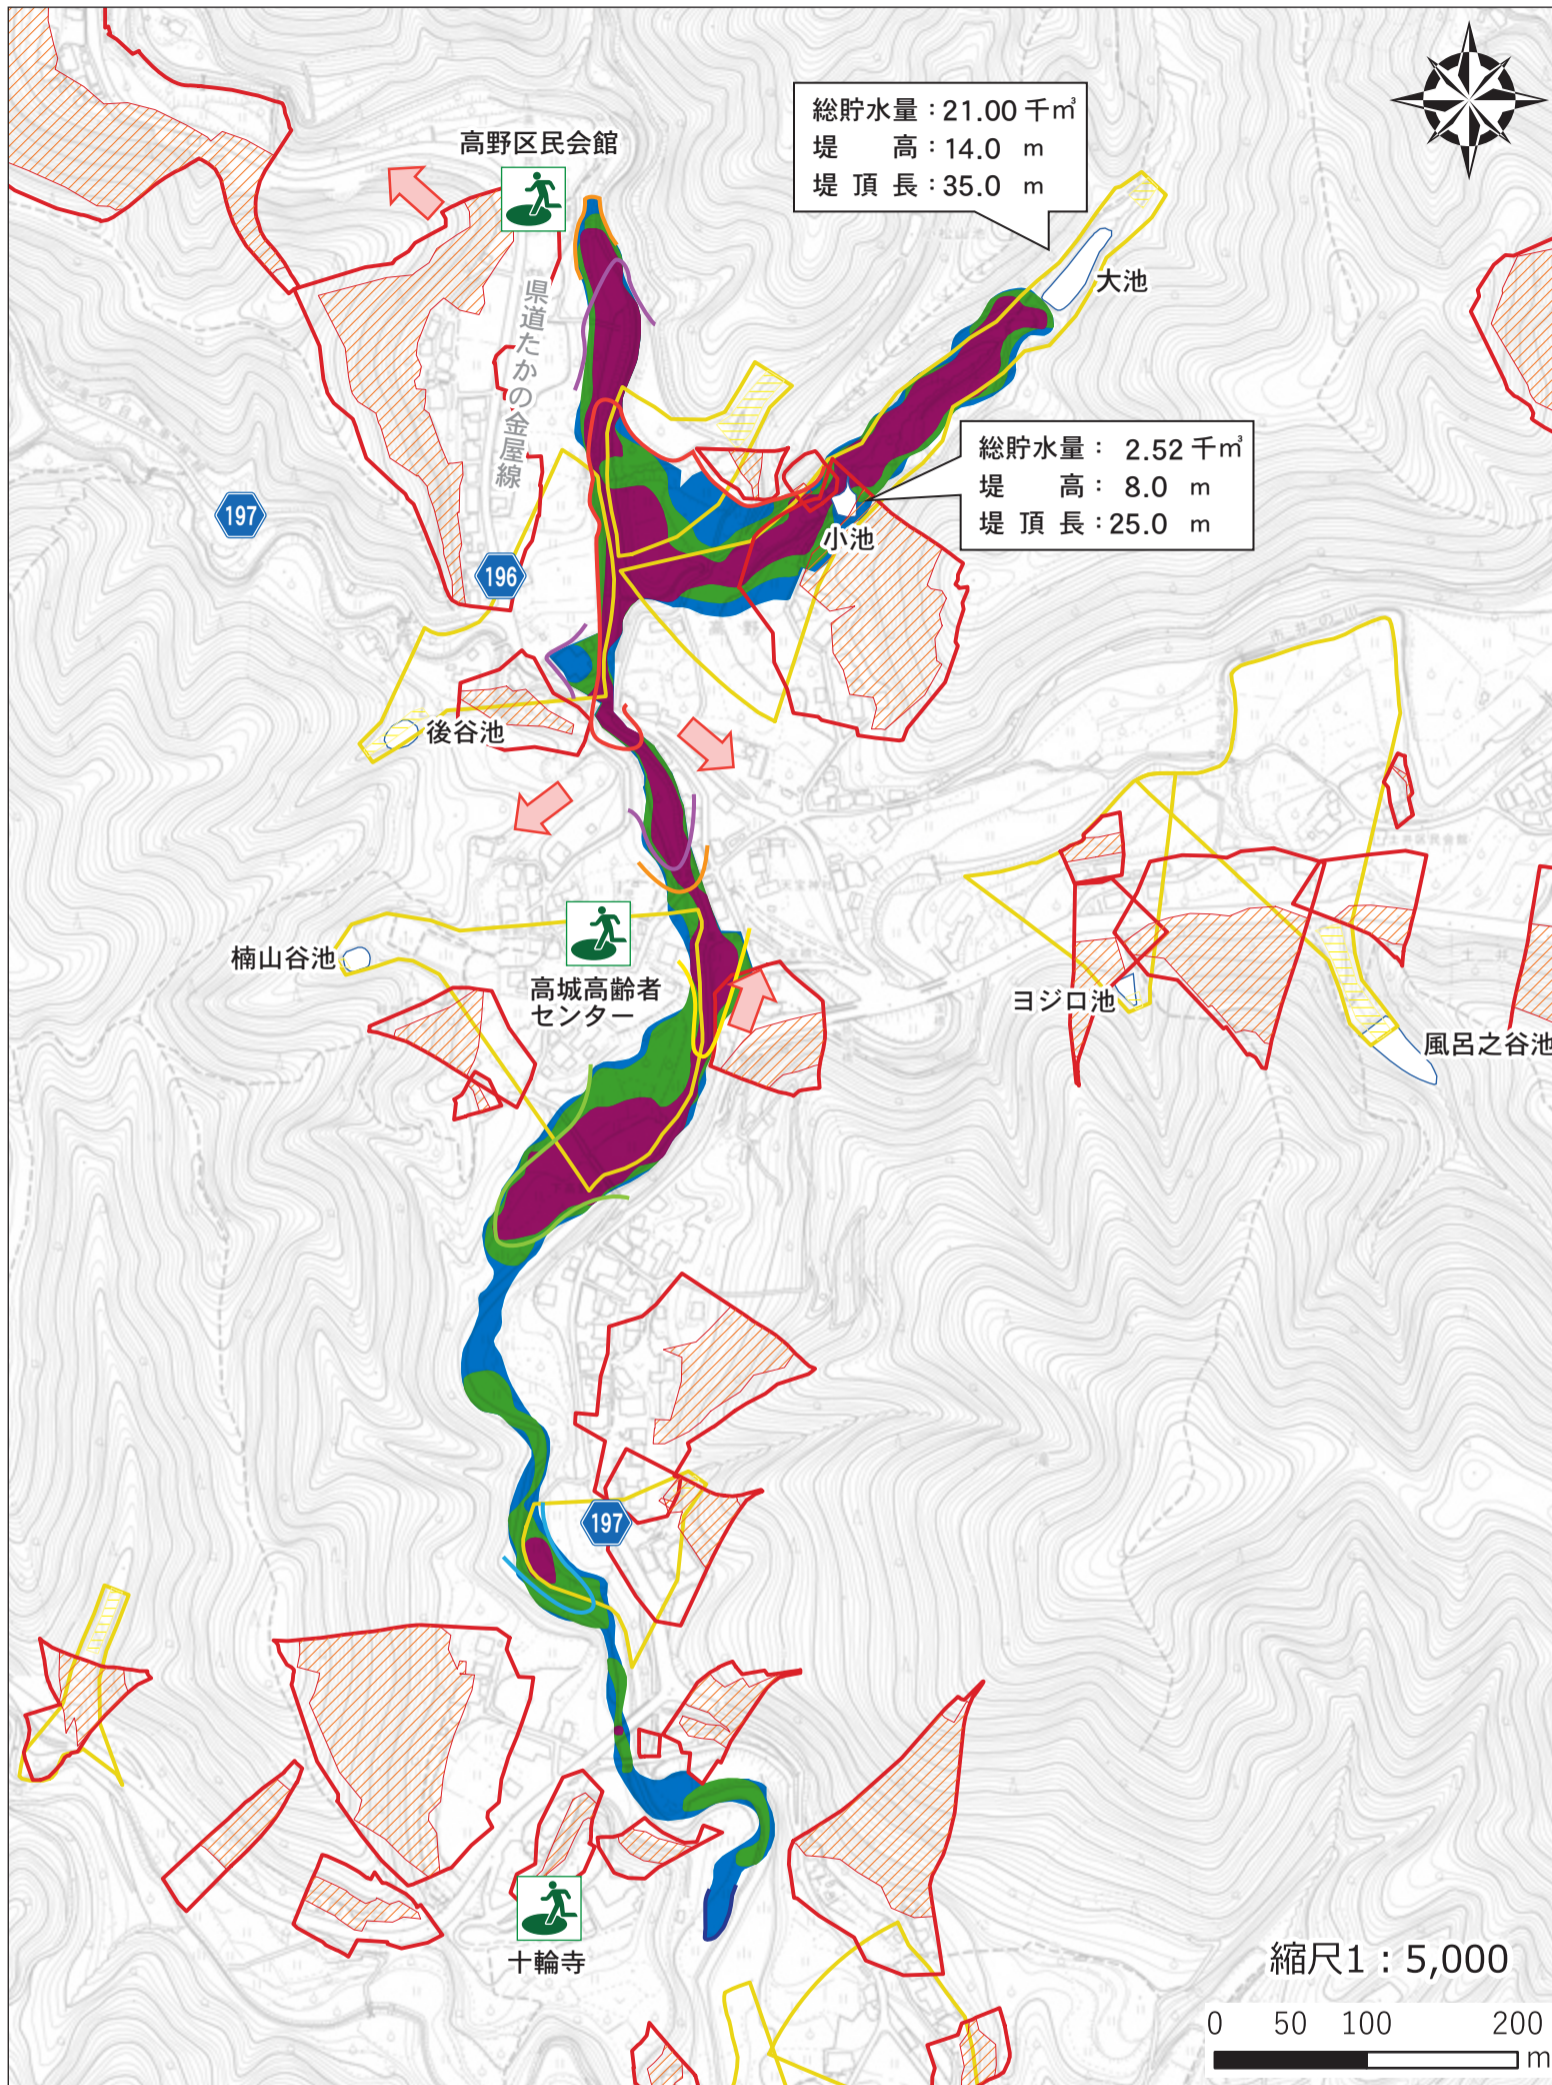 総貯水量：21.00 千㎥
堤　　高：14.0 m
堤 頂 長：35.0 m
高野区民会館
大池
県道たかの金屋線
総貯水量： 2.52 千㎥
堤　　高： 8.0 m
堤 頂 長：25.0 m
197
小池
196
後谷池
楠山谷池
高城高齢者
センター
ヨジロ池
風呂之谷池
197
十輪寺
縮尺1：5,000
0 50 100 200
m